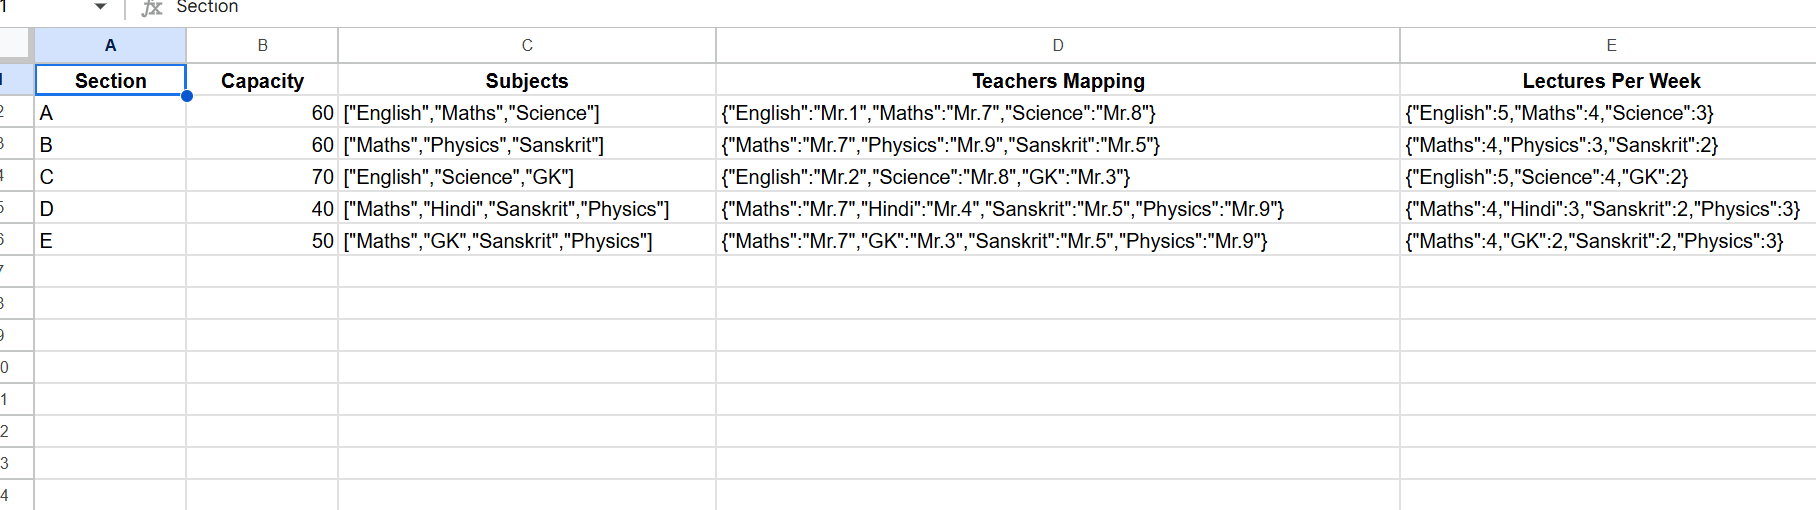 1 fx Section
A B C D E
1 Section Capacity Subjects Teachers Mapping Lectures Per Week
2 A 60 ["English","Maths","Science"] {"English":"Mr.1","Maths":"Mr.7","Science":"Mr.8"} {"English":5,"Maths":4,"Science":3}
3 B 60 ["Maths","Physics","Sanskrit"] {"Maths":"Mr.7","Physics":"Mr.9","Sanskrit":"Mr.5"} {"Maths":4,"Physics":3,"Sanskrit":2}
4 C 70 ["English","Science","GK"] {"English":"Mr.2","Science":"Mr.8","GK":"Mr.3"} {"English":5,"Science":4,"GK":2}
5 D 40 ["Maths","Hindi","Sanskrit","Physics"] {"Maths":"Mr.7","Hindi":"Mr.4","Sanskrit":"Mr.5","Physics":"Mr.9"} {"Maths":4,"Hindi":3,"Sanskrit":2,"Physics":3}
6 E 50 ["Maths","GK","Sanskrit","Physics"] {"Maths":"Mr.7","GK":"Mr.3","Sanskrit":"Mr.5","Physics":"Mr.9"} {"Maths":4,"GK":2,"Sanskrit":2,"Physics":3}
7
8
9
0
1
2
3
4